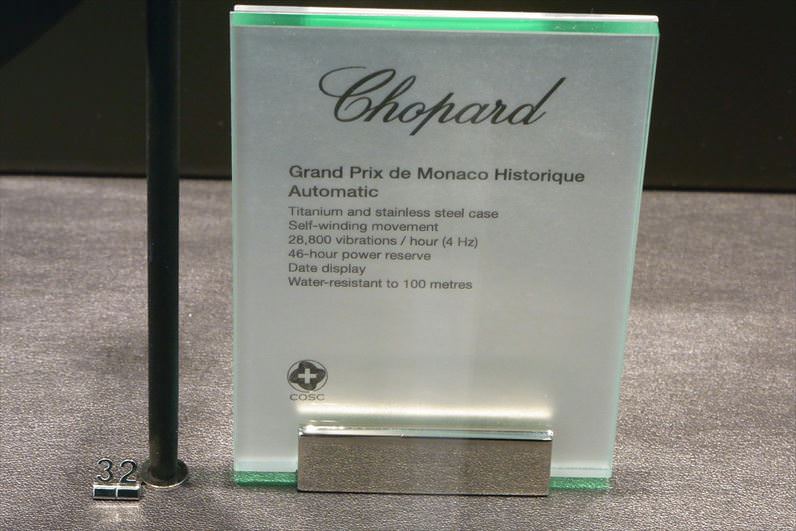 Chopard
Grand Prix de Monaco Historique
Automatic
Titanium and stainless steel case
Self-winding movement
28,800 vibrations / hour (4 Hz)
46-hour power reserve
Date display
Water-resistant to 100 metres
COSC
32